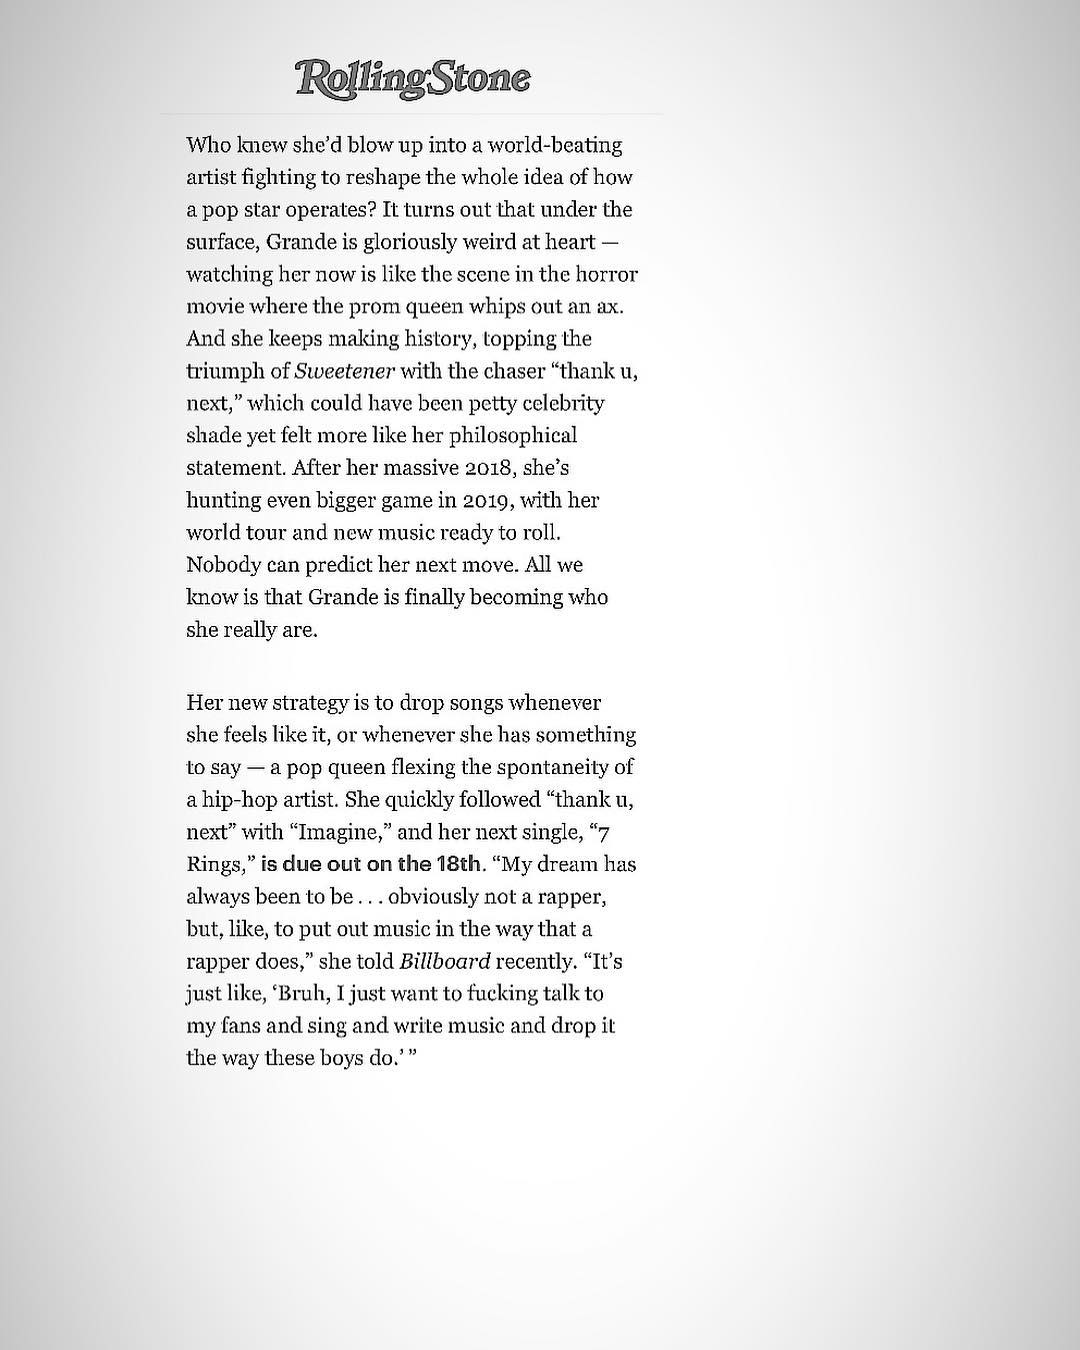 RollingStone
Who knew she’d blow up into a world-beating
artist fighting to reshape the whole idea of how
a pop star operates? It turns out that under the
surface, Grande is gloriously weird at heart —
watching her now is like the scene in the horror
movie where the prom queen whips out an ax.
And she keeps making history, topping the
triumph of Sweetener with the chaser “thank u,
next,” which could have been petty celebrity
shade yet felt more like her philosophical
statement. After her massive 2018, she’s
hunting even bigger game in 2019, with her
world tour and new music ready to roll.
Nobody can predict her next move. All we
know is that Grande is finally becoming who
she really are.
Her new strategy is to drop songs whenever
she feels like it, or whenever she has something
to say — a pop queen flexing the spontaneity of
a hip-hop artist. She quickly followed “thank u,
next” with “Imagine,” and her next single, “7
Rings,” is due out on the 18th. “My dream has
always been to be . . . obviously not a rapper,
but, like, to put out music in the way that a
rapper does,” she told Billboard recently. “It’s
just like, ‘Bruh, I just want to fucking talk to
my fans and sing and write music and drop it
the way these boys do.’ ”